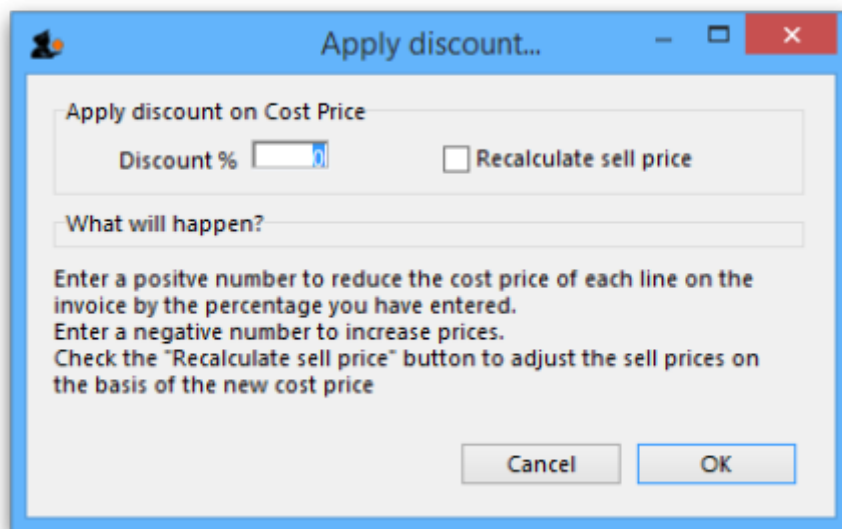 Apply discount...
Apply discount on Cost Price
Discount % 0 Recalculate sell price
What will happen?
Enter a positve number to reduce the cost price of each line on the
invoice by the percentage you have entered.
Enter a negative number to increase prices.
Check the "Recalculate sell price" button to adjust the sell prices on
the basis of the new cost price
Cancel OK